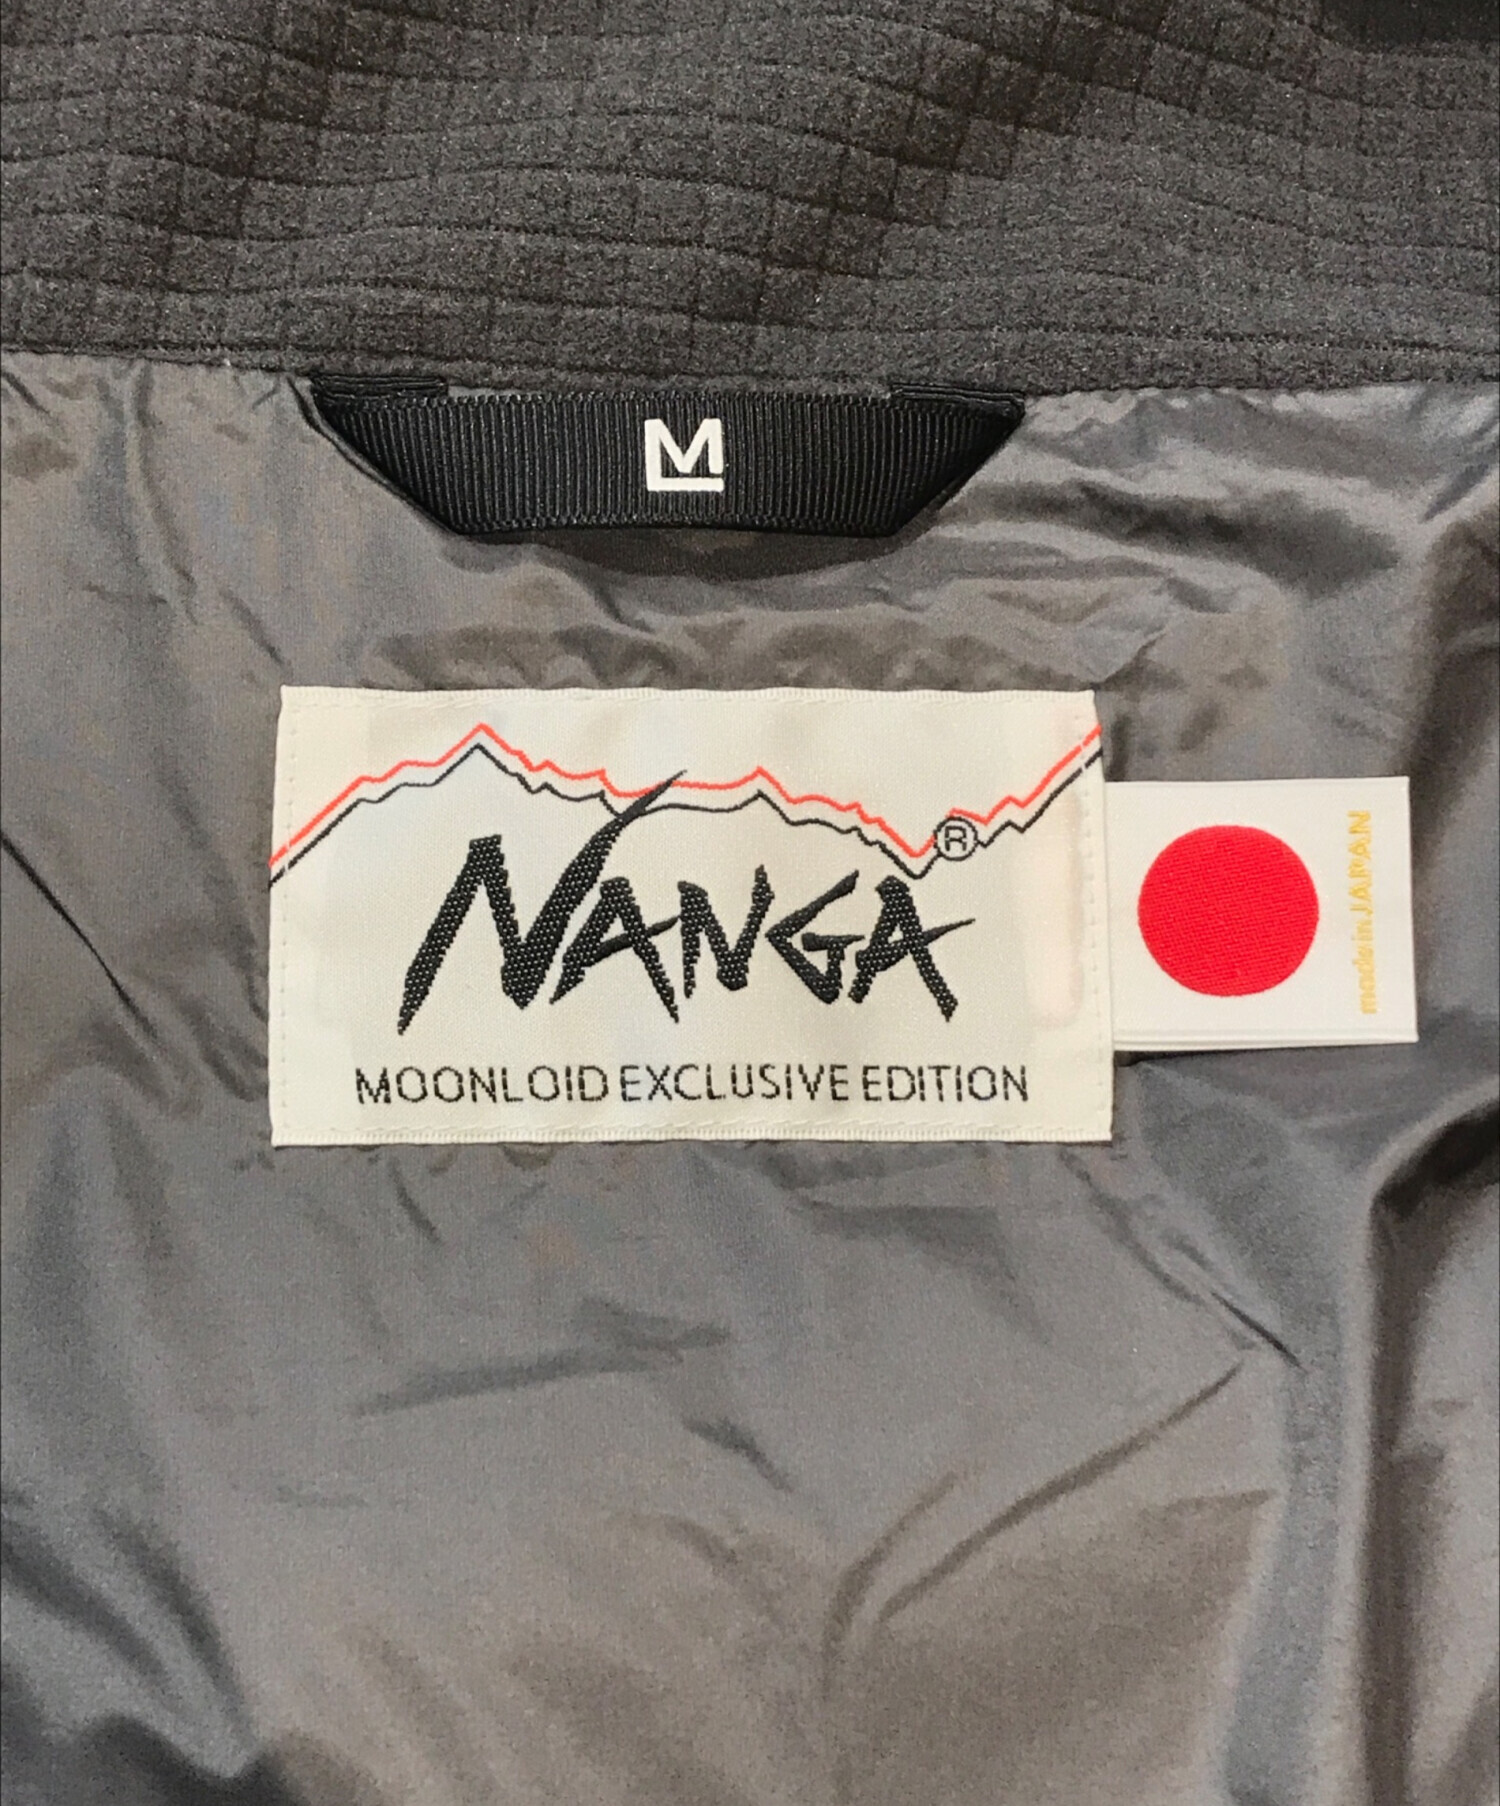 M
NANGA
®
MOONLOID EXCLUSIVE EDITION
made in JAPAN